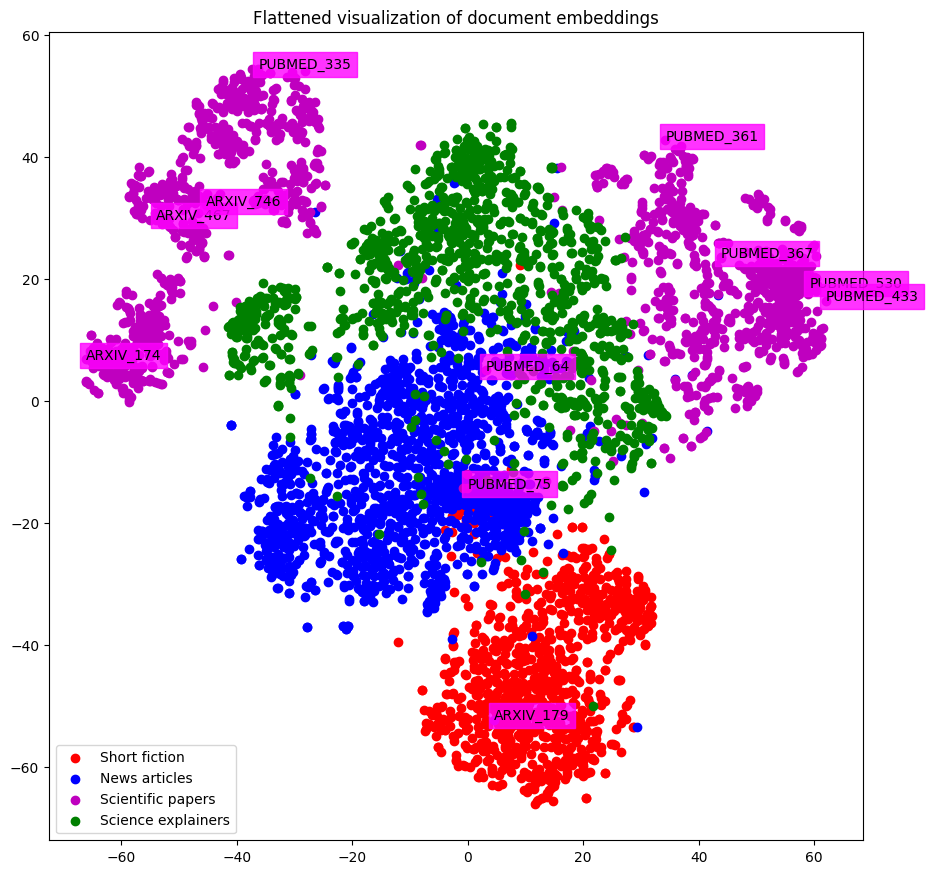 Flattened visualization of document embeddings
60
40
20
0
−20
−40
−60
−60
−40
−20
0
20
40
60
PUBMED_335
PUBMED_361
ARXIV_746
ARXIV_467
PUBMED_367
PUBMED_530
PUBMED_433
ARXIV_174
PUBMED_64
PUBMED_75
ARXIV_179
Short fiction
News articles
Scientific papers
Science explainers